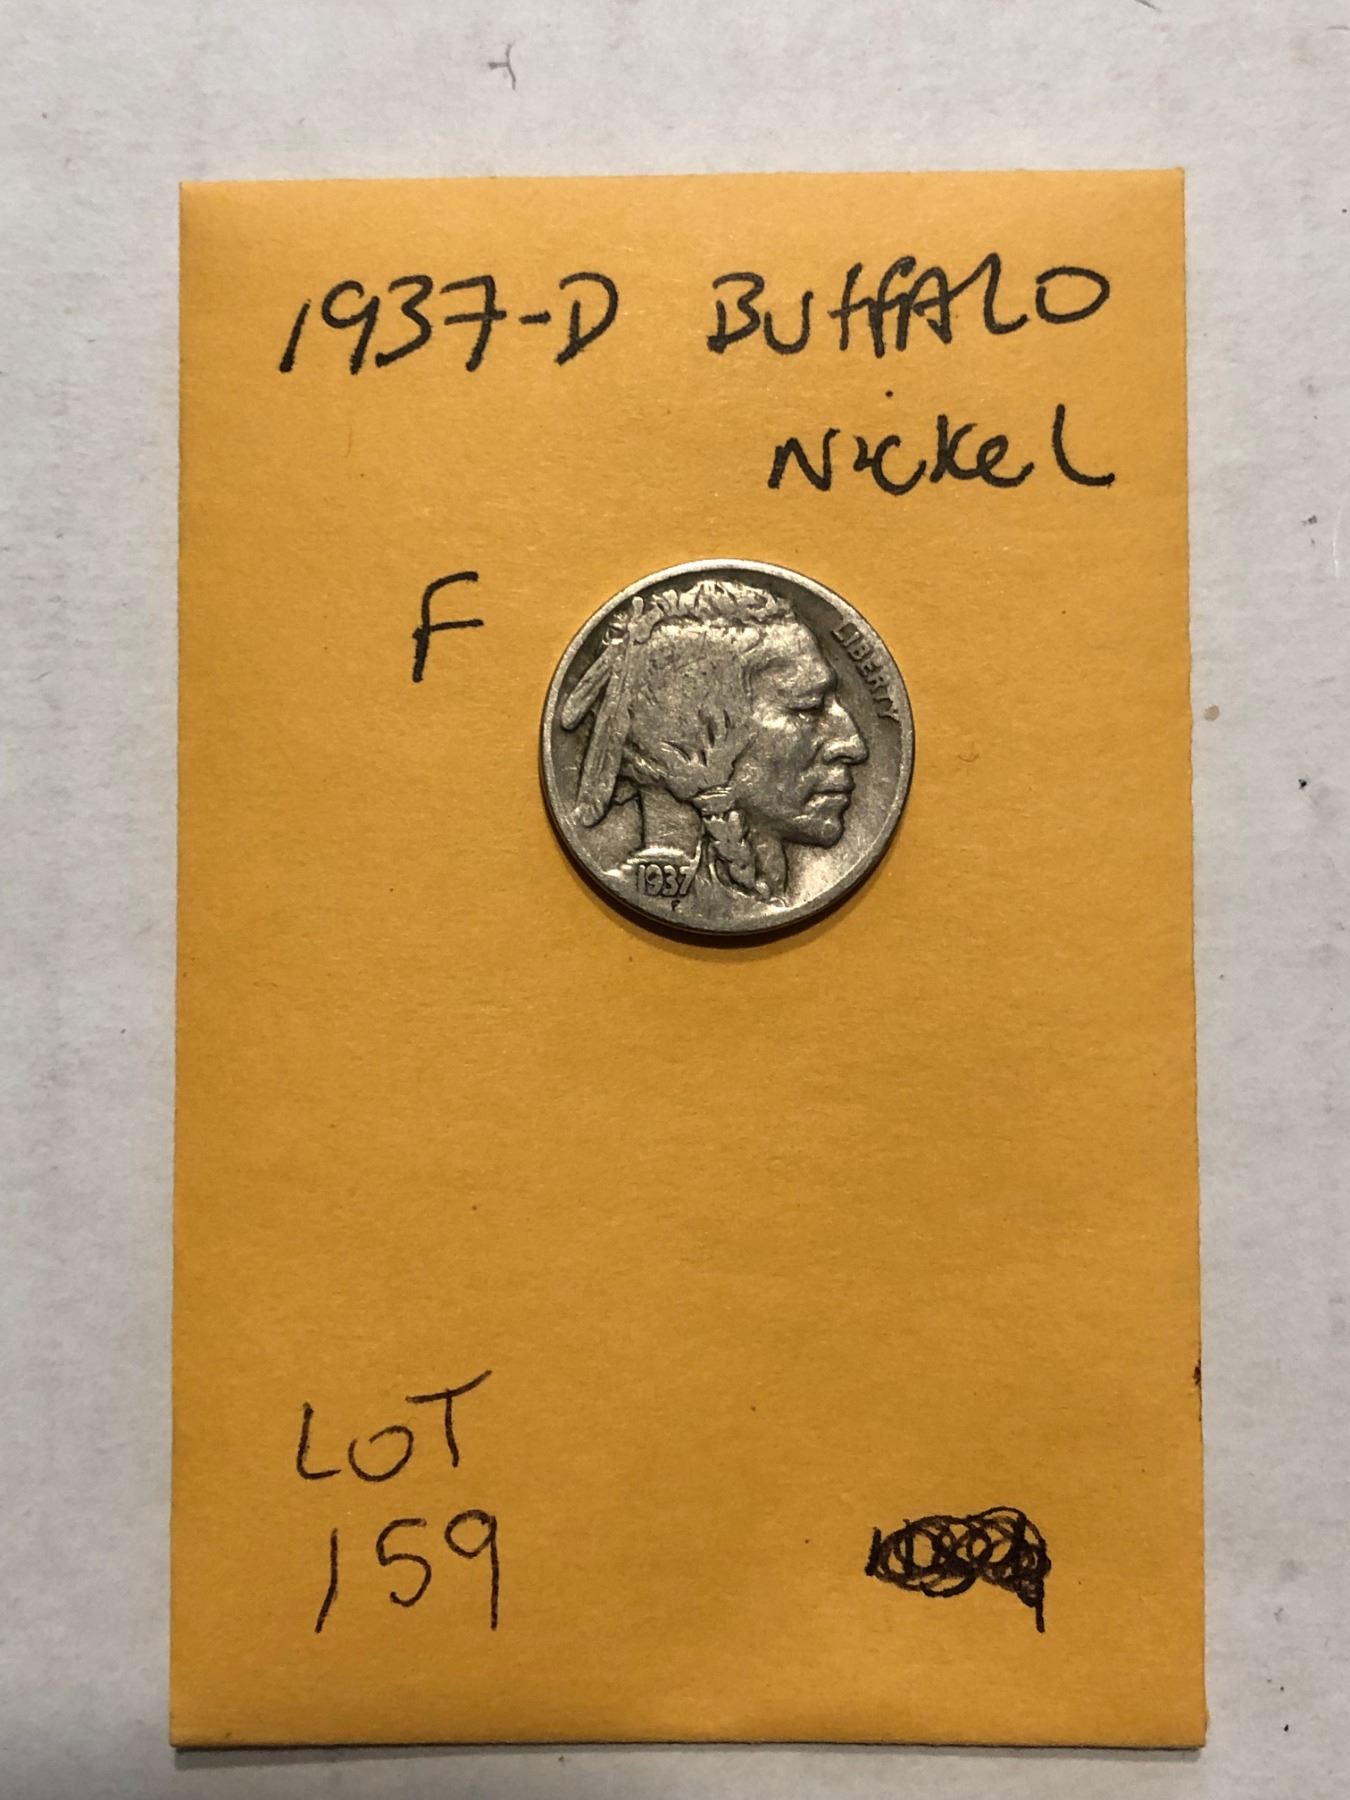 1937-D BUFFALO
NickeL
F
LIBERTY
1937
F
LOT
159